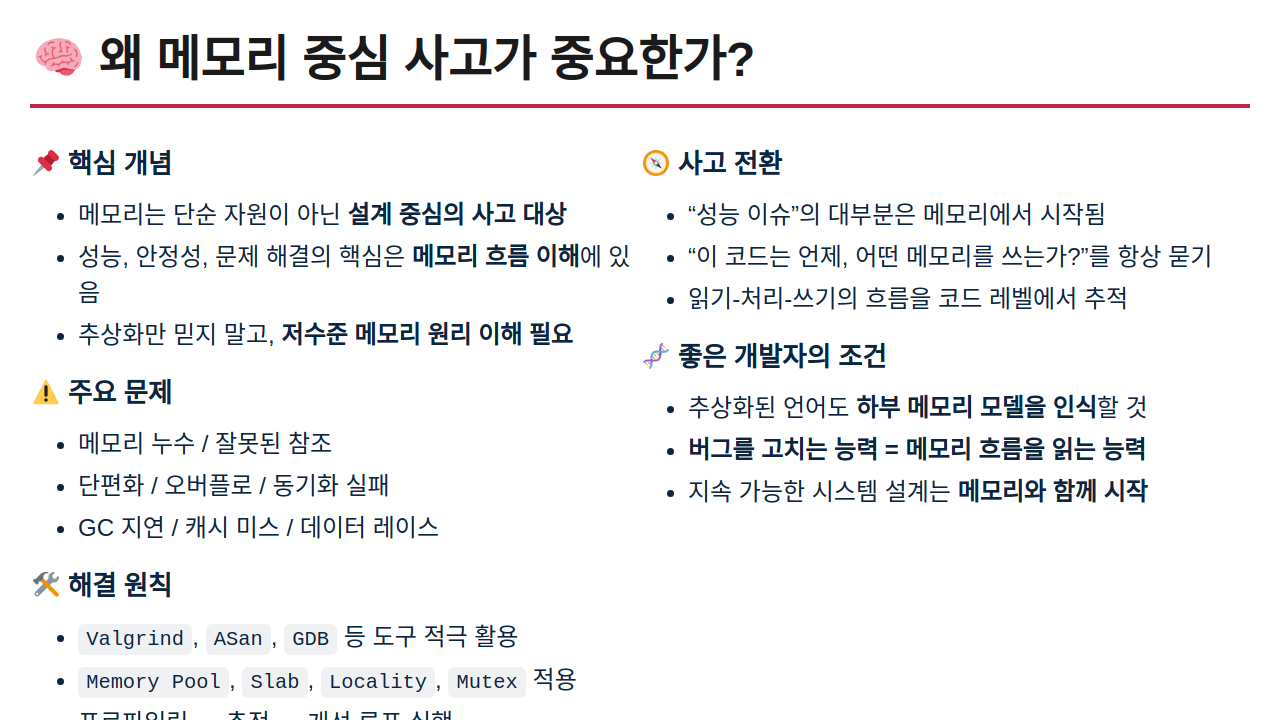 🧠 왜 메모리 중심 사고가 중요한가?
📌 핵심 개념
• 메모리는 단순 자원이 아닌 설계 중심의 사고 대상
• 성능, 안정성, 문제 해결의 핵심은 메모리 흐름 이해에 있
음
• 추상화만 믿지 말고, 저수준 메모리 원리 이해 필요
⚠️ 주요 문제
• 메모리 누수 / 잘못된 참조
• 단편화 / 오버플로 / 동기화 실패
• GC 지연 / 캐시 미스 / 데이터 레이스
🛠️ 해결 원칙
• Valgrind, ASan, GDB 등 도구 적극 활용
• Memory Pool, Slab, Locality, Mutex 적용
🧭 사고 전환
• “성능 이슈”의 대부분은 메모리에서 시작됨
• “이 코드는 언제, 어떤 메모리를 쓰는가?”를 항상 묻기
• 읽기-처리-쓰기의 흐름을 코드 레벨에서 추적
🧬 좋은 개발자의 조건
• 추상화된 언어도 하부 메모리 모델을 인식할 것
• 버그를 고치는 능력 = 메모리 흐름을 읽는 능력
• 지속 가능한 시스템 설계는 메모리와 함께 시작